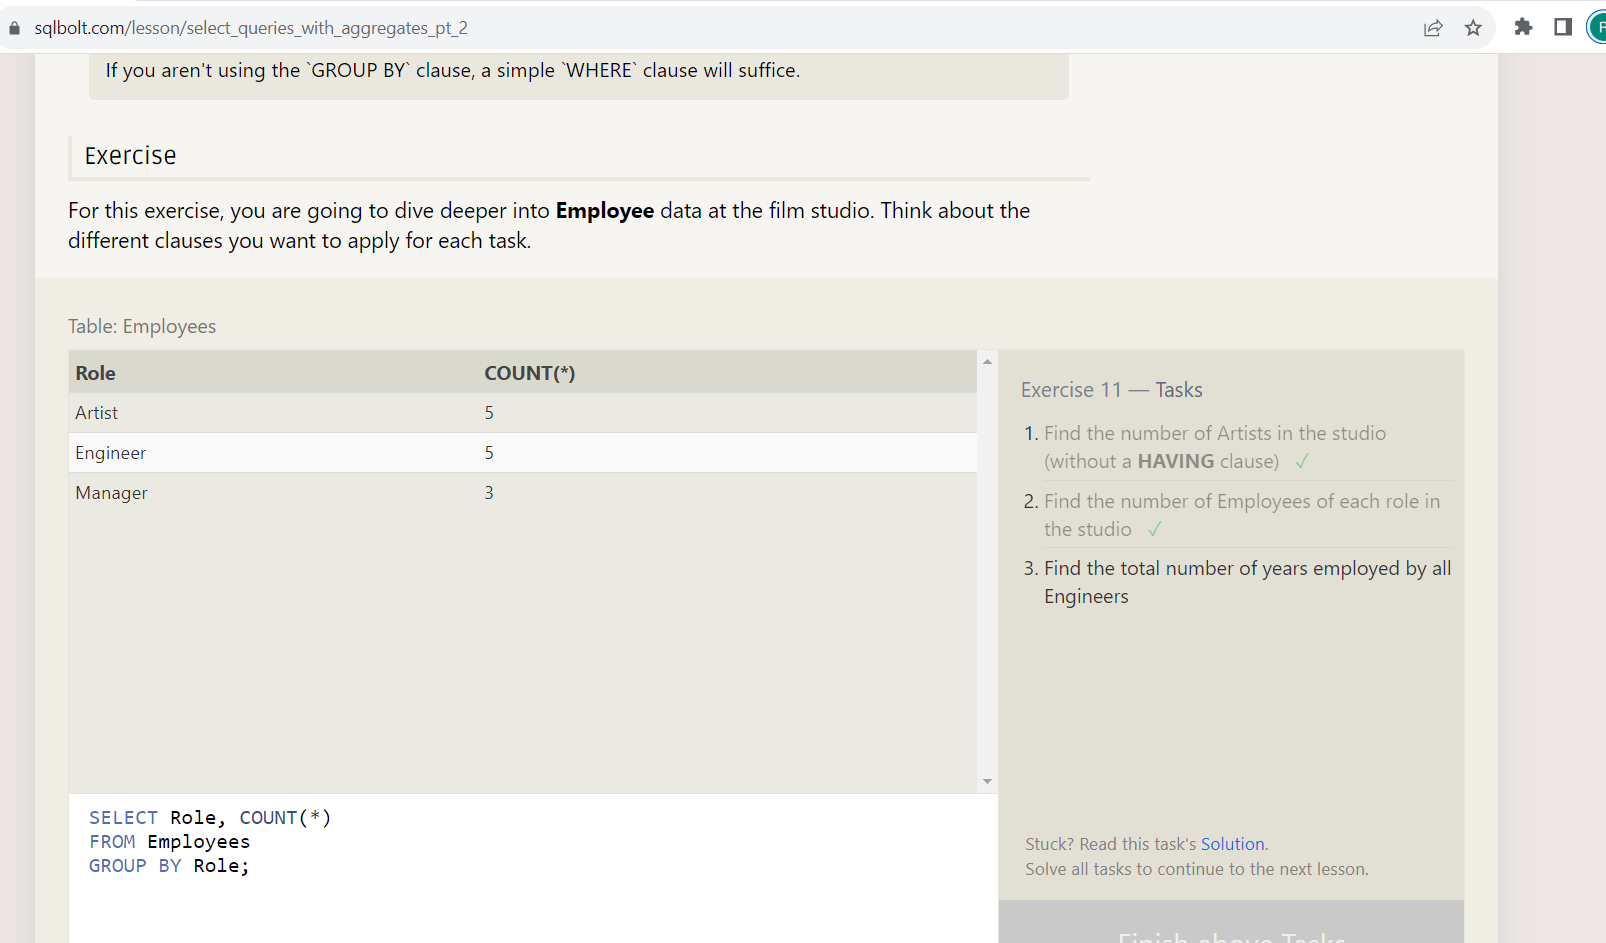 sqlbolt.com/lesson/select_queries_with_aggregates_pt_2
If you aren't using the `GROUP BY` clause, a simple `WHERE` clause will suffice.
Exercise
For this exercise, you are going to dive deeper into Employee data at the film studio. Think about the
different clauses you want to apply for each task.
Table: Employees
Role COUNT(*)
Artist 5
Engineer 5
Manager 3
SELECT Role, COUNT(*)
FROM Employees
GROUP BY Role;
Exercise 11 — Tasks
1. Find the number of Artists in the studio
(without a HAVING clause) ✓
2. Find the number of Employees of each role in
the studio ✓
3. Find the total number of years employed by all
Engineers
Stuck? Read this task's Solution.
Solve all tasks to continue to the next lesson.
Finish above Tasks